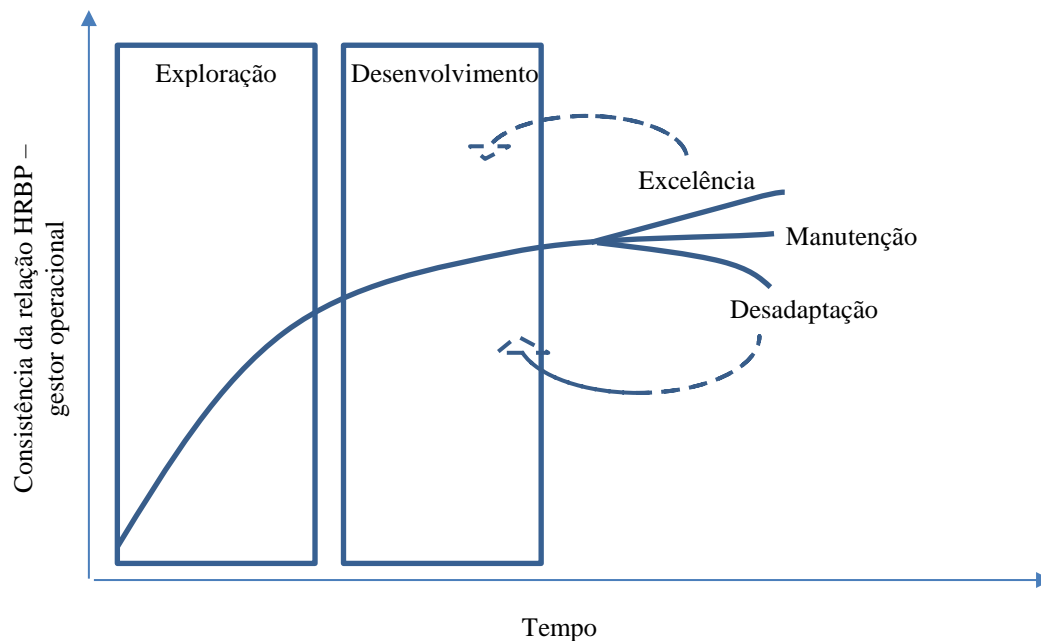 Exploração
Desenvolvimento
Excelência
Manutenção
Desadaptação
Consistência da relação HRBP –
gestor operacional
Tempo